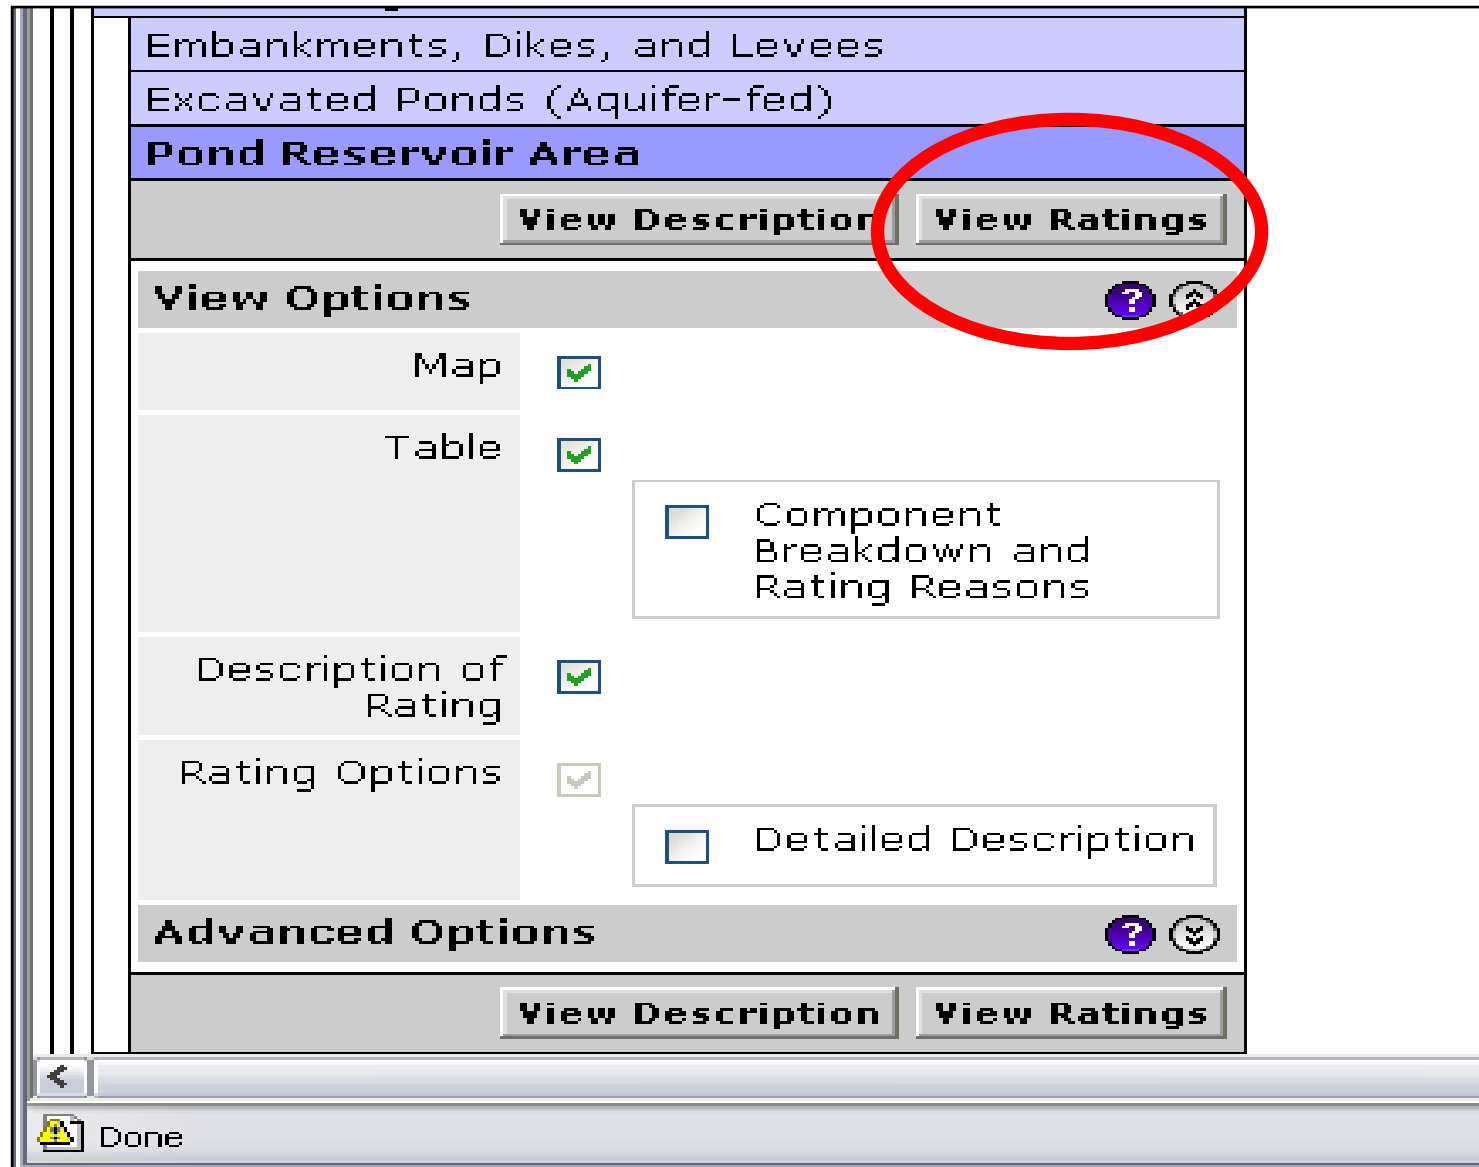 Embankments, Dikes, and Levees
Excavated Ponds (Aquifer-fed)
Pond Reservoir Area
View Description View Ratings
View Options ?
Map
Table
Component
Breakdown and
Rating Reasons
Description of
Rating
Rating Options
Detailed Description
Advanced Options ?
View Description View Ratings
Done